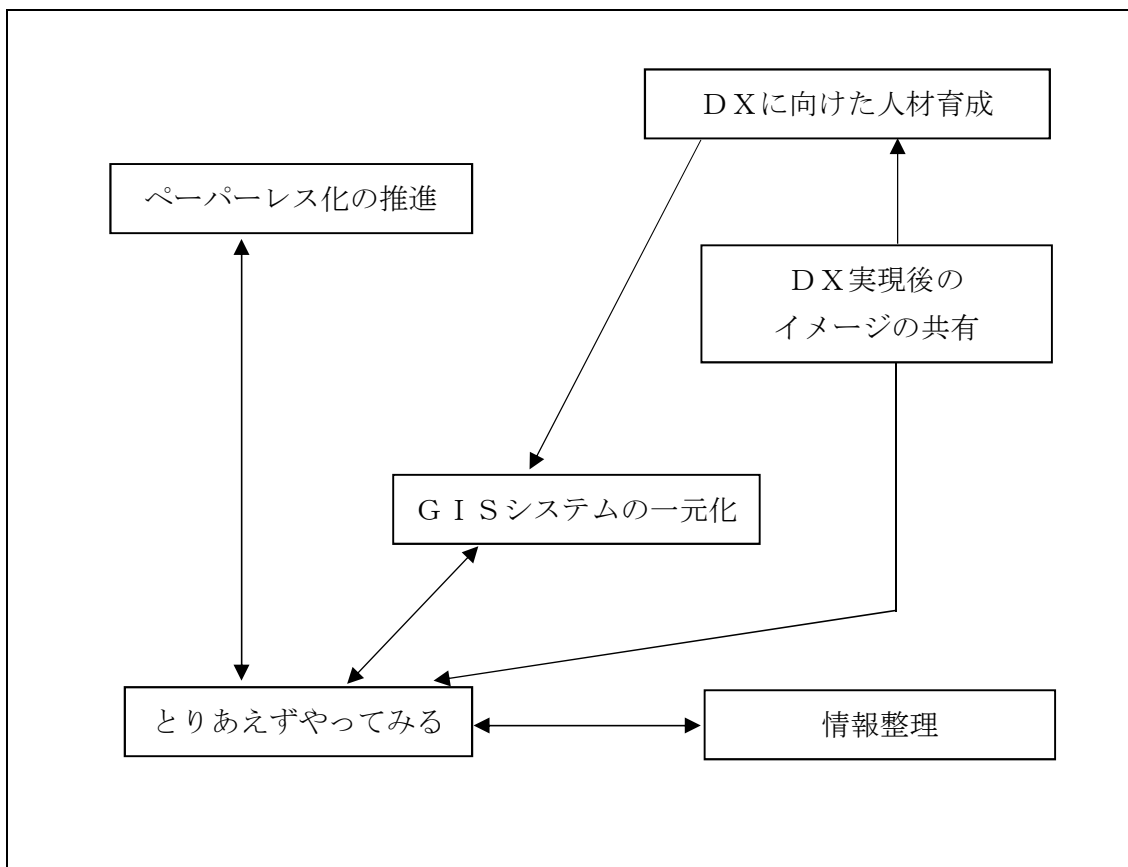 ＤＸに向けた人材育成
ペーパーレス化の推進
ＤＸ実現後の
イメージの共有
ＧＩＳシステムの一元化
とりあえずやってみる
情報整理